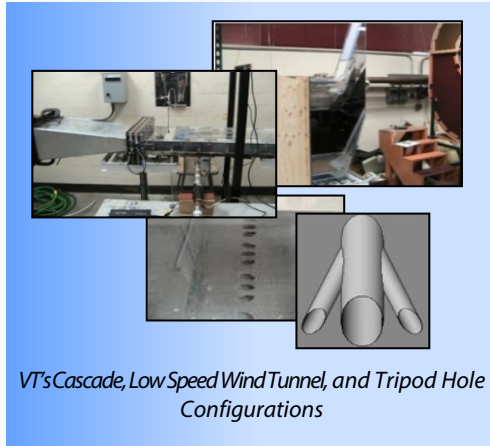 VT's Cascade, Low Speed Wind Tunnel, and Tripod Hole
Configurations